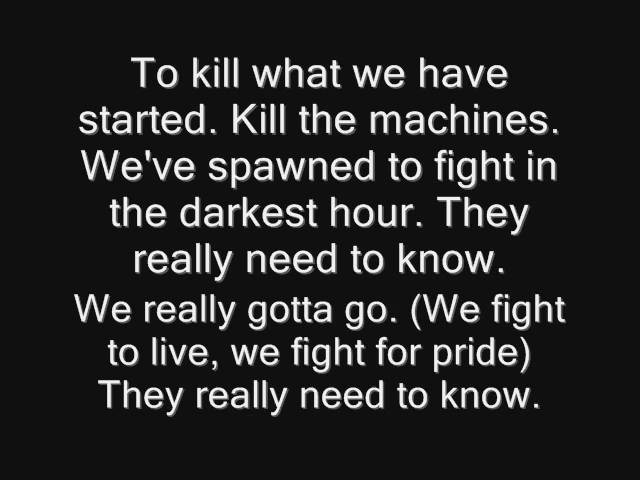 To kill what we have
started. Kill the machines.
We've spawned to fight in
the darkest hour. They
really need to know.
We really gotta go. (We fight
to live, we fight for pride)
They really need to know.